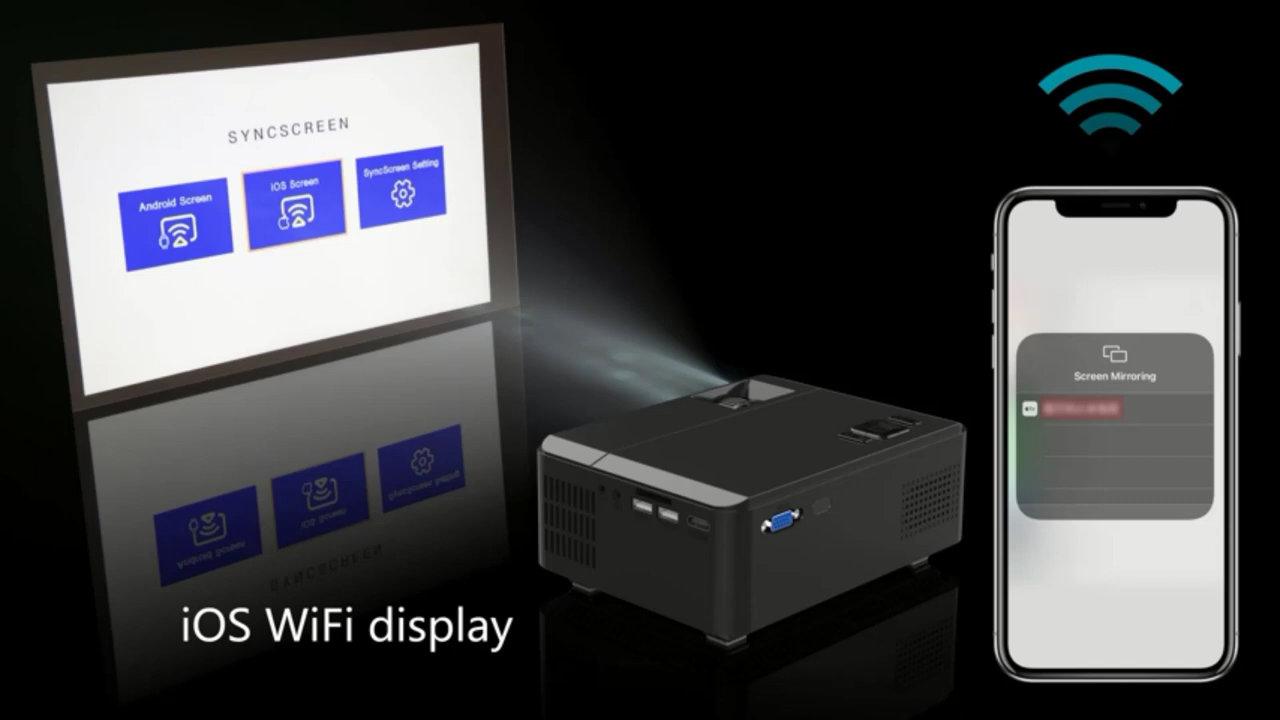 SYNCSCREEN
Android Screen
iOS Screen
SyncScreen Setting
Screen Mirroring
iOS WiFi display